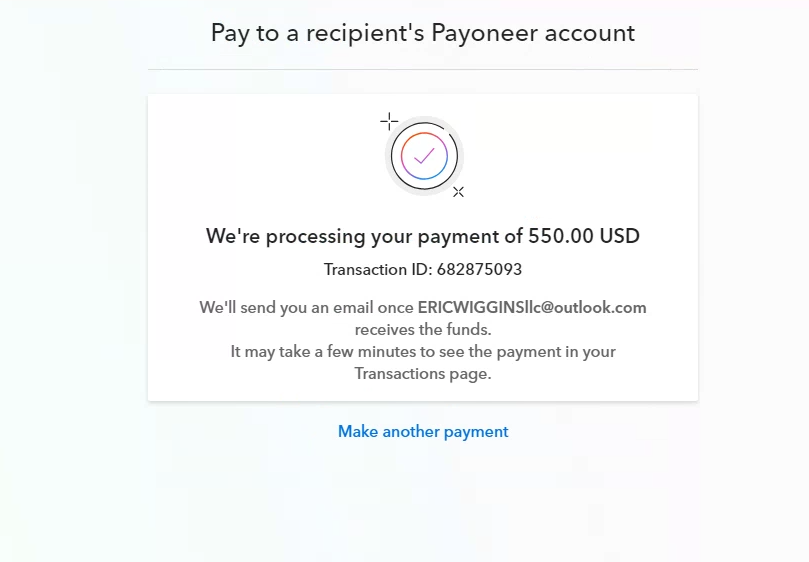 Pay to a recipient's Payoneer account
We're processing your payment of 550.00 USD
Transaction ID: 682875093
We'll send you an email once ERICWIGGINSllc@outlook.com
receives the funds.
It may take a few minutes to see the payment in your
Transactions page.
Make another payment